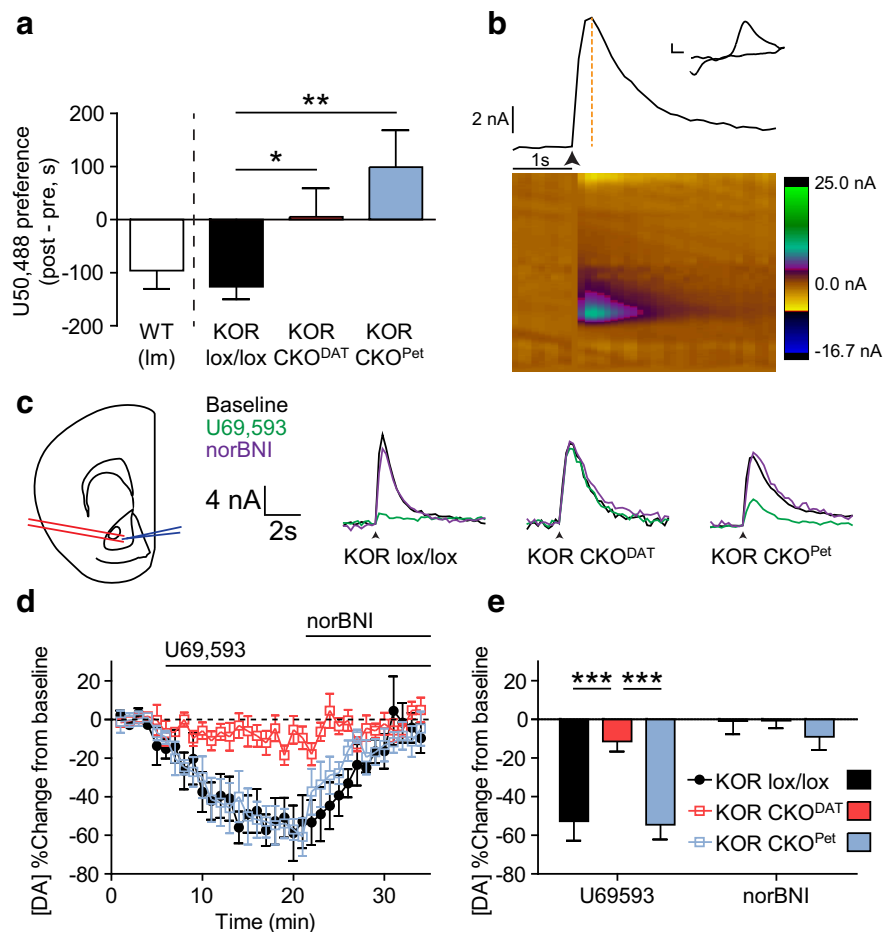 a
U50,488 preference
(post - pre, s)
200
100
0
-100
-200
**
*
WT
(lm)
KOR
lox/lox
KOR
CKO^DAT
KOR
CKO^Pet
b
2 nA
1s
25.0 nA
0.0 nA
-16.7 nA
c
Baseline
U69,593
norBNI
4 nA
2s
KOR lox/lox
KOR CKO^DAT
KOR CKO^Pet
d
norBNI
U69,593
[DA] %Change from baseline
20
0
-20
-40
-60
-80
0
10
20
30
Time (min)
e
[DA] %Change from baseline
20
0
-20
-40
-60
-80
***
***
KOR lox/lox
KOR CKO^DAT
KOR CKO^Pet
U69593
norBNI